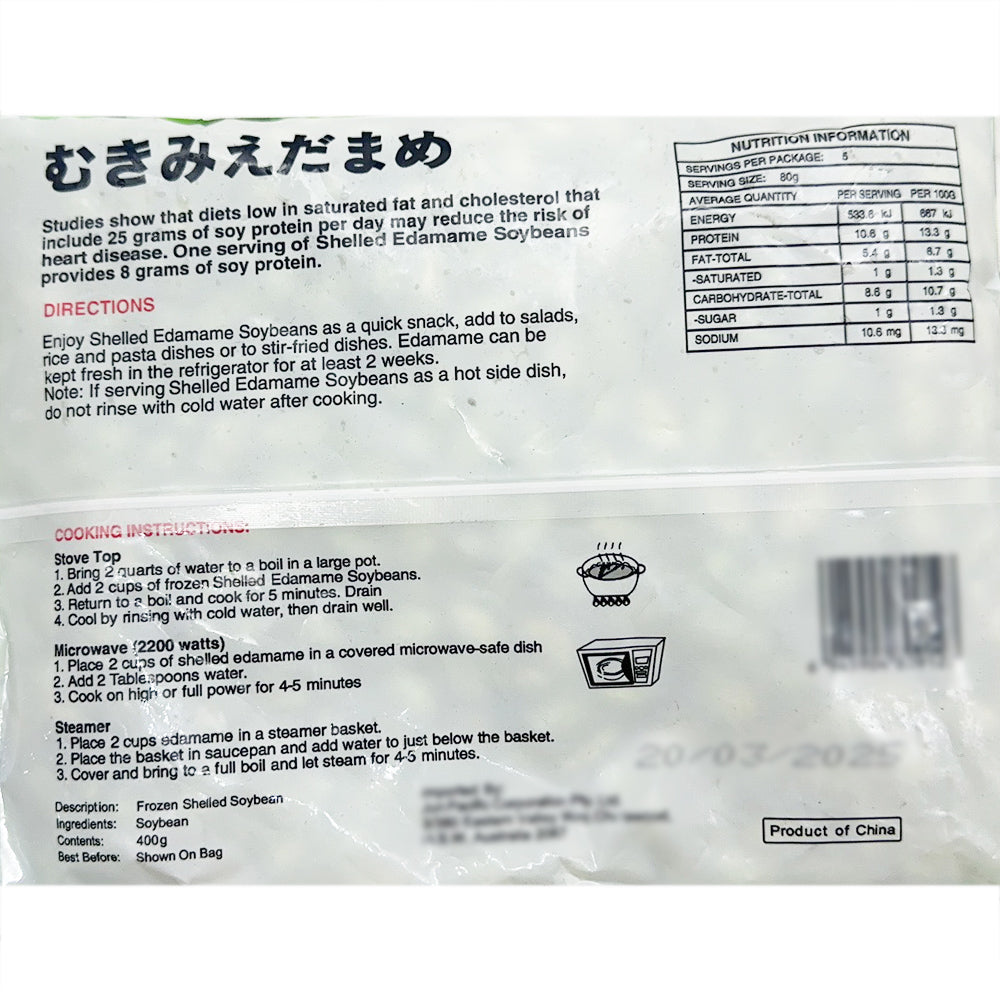 むきみえだまめ
Studies show that diets low in saturated fat and cholesterol that
include 25 grams of soy protein per day may reduce the risk of
heart disease. One serving of Shelled Edamame Soybeans
provides 8 grams of soy protein.
DIRECTIONS
Enjoy Shelled Edamame Soybeans as a quick snack, add to salads,
rice and pasta dishes or to stir-fried dishes. Edamame can be
kept fresh in the refrigerator for at least 2 weeks.
Note: If serving Shelled Edamame Soybeans as a hot side dish,
do not rinse with cold water after cooking.
NUTRITION INFORMATION
SERVINGS PER PACKAGE: 5
SERVING SIZE: 80g
AVERAGE QUANTITY PER SERVING PER 100G
ENERGY 533.6 kJ 667 kJ
PROTEIN 10.6 g 13.3 g
FAT-TOTAL 5.4 g 6.7 g
-SATURATED 1 g 1.3 g
CARBOHYDRATE-TOTAL 8.6 g 10.7 g
-SUGAR 1 g 1.3 g
SODIUM 10.6 mg 13.3 mg
COOKING INSTRUCTIONS:
Stove Top
1. Bring 2 quarts of water to a boil in a large pot.
2. Add 2 cups of frozen Shelled Edamame Soybeans.
3. Return to a boil and cook for 5 minutes. Drain
4. Cool by rinsing with cold water, then drain well.
Microwave (2200 watts)
1. Place 2 cups of shelled edamame in a covered microwave-safe dish
2. Add 2 Tablespoons water.
3. Cook on high or full power for 4-5 minutes
Steamer
1. Place 2 cups edamame in a steamer basket.
2. Place the basket in saucepan and add water to just below the basket.
3. Cover and bring to a full boil and let steam for 4-5 minutes.
Description: Frozen Shelled Soybean
Ingredients: Soybean
Contents: 400g
Best Before: Shown On Bag
20/03/2025
Product of China